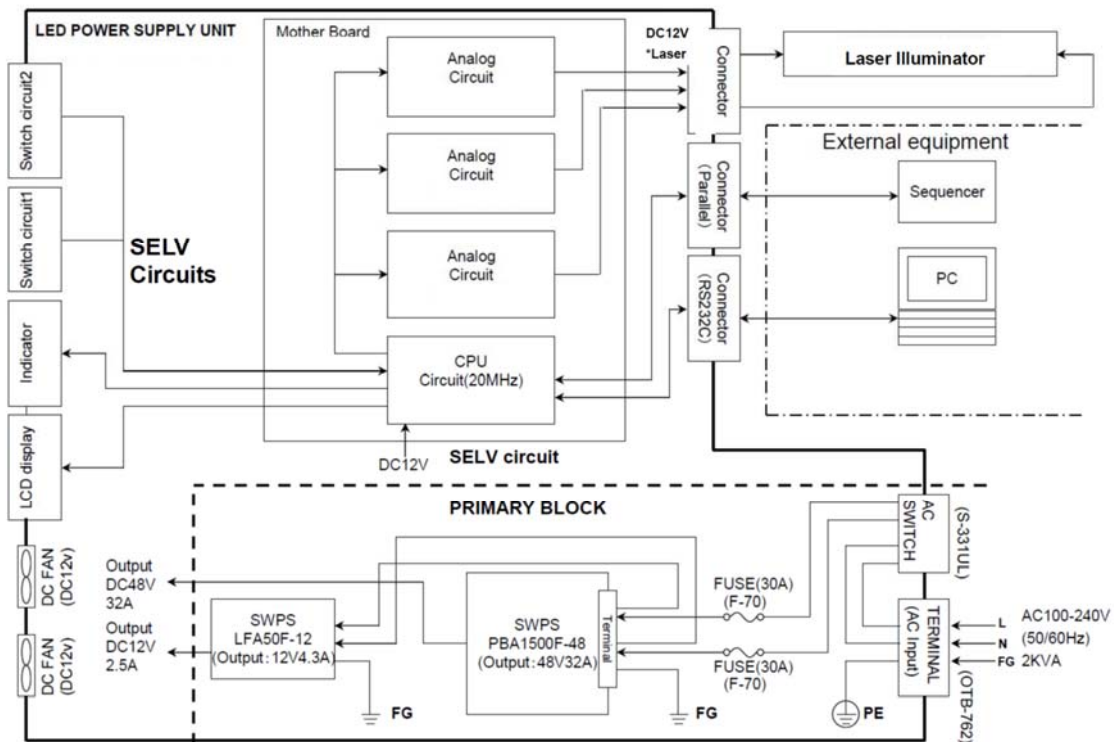 LED POWER SUPPLY UNIT
Mother Board
DC12V
*Laser
Connector
Laser Illuminator
Analog
Circuit
Analog
Circuit
Analog
Circuit
CPU
Circuit(20MHz)
DC12V
SELV circuit
Switch circuit2
Switch circuit1
SELV
Circuits
Indicator
LCD display
Connector
(Parallel)
Connector
(RS232C)
External equipment
Sequencer
PC
PRIMARY BLOCK
AC
SWITCH
(S-331UL)
DC FAN
(DC12v)
DC FAN
(DC12v)
Output
DC48V
32A
Output
DC12V
2.5A
SWPS
LFA50F-12
(Output:12V4.3A)
SWPS
PBA1500F-48
(Output:48V32A)
Terminal
FUSE(30A)
(F-70)
FUSE(30A)
(F-70)
FG
FG
PE
TERMINAL
(AC Input)
(OTB-762)
L AC100-240V
N (50/60Hz)
FG 2KVA